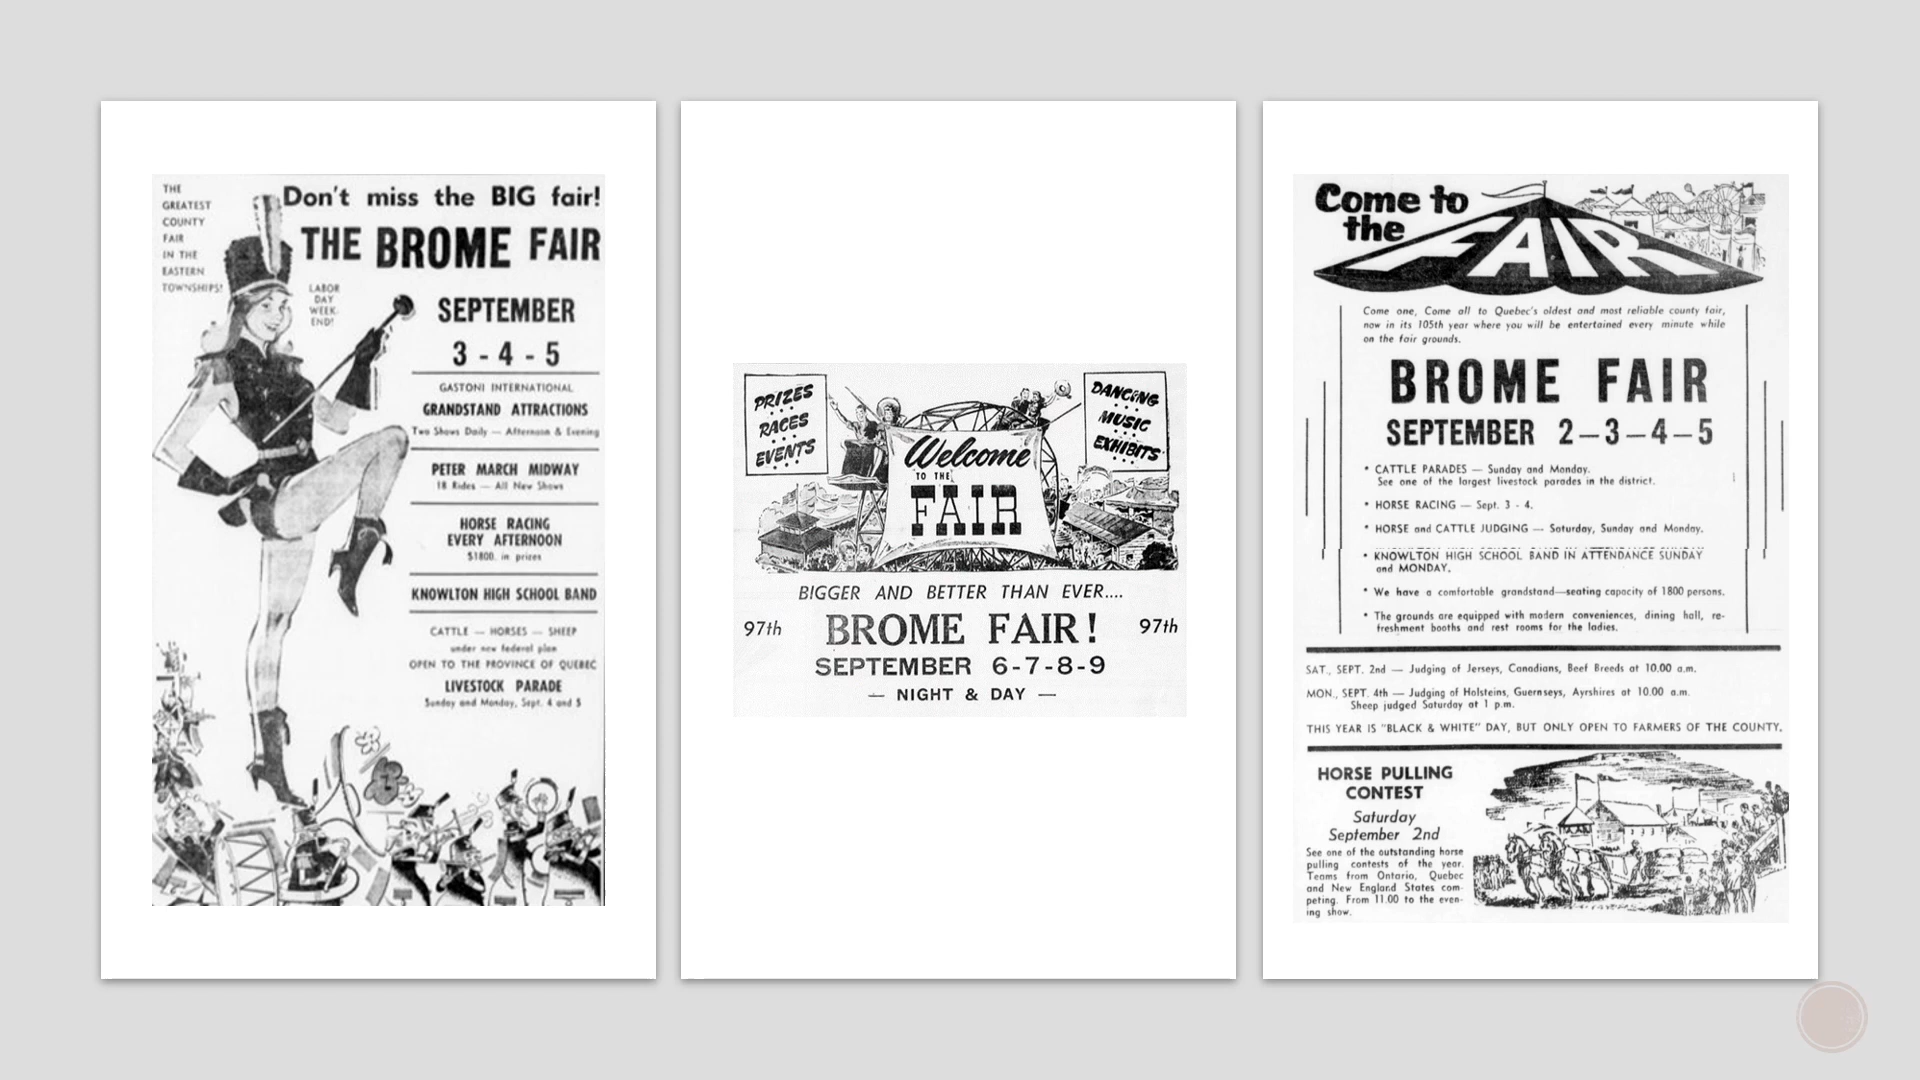 THE
GREATEST
COUNTY
FAIR
IN THE
EASTERN
TOWNSHIPS!
Don't miss the BIG fair!
THE BROME FAIR
LABOR
DAY
WEEK-
END!
SEPTEMBER
3 - 4 - 5
GASTONI INTERNATIONAL
GRANDSTAND ATTRACTIONS
Two Shows Daily — Afternoon & Evening
PETER MARCH MIDWAY
18 Rides — All New Shows
HORSE RACING
EVERY AFTERNOON
$1800. in prizes
KNOWLTON HIGH SCHOOL BAND
CATTLE — HORSES — SHEEP
under new federal plan
OPEN TO THE PROVINCE OF QUEBEC
LIVESTOCK PARADE
Sunday and Monday, Sept. 4 and 5
PRIZES
RACES
EVENTS
DANCING
MUSIC
EXHIBITS
Welcome
TO THE
FAIR
BIGGER AND BETTER THAN EVER....
97th BROME FAIR! 97th
SEPTEMBER 6-7-8-9
— NIGHT & DAY —
Come to
the
FAIR
Come one, Come all to Quebec's oldest and most reliable county fair,
now in its 105th year where you will be entertained every minute while
on the fair grounds.
BROME FAIR
SEPTEMBER 2—3—4—5
* CATTLE PARADES — Sunday and Monday.
See one of the largest livestock parades in the district.
* HORSE RACING — Sept. 3 - 4.
* HORSE and CATTLE JUDGING — Saturday, Sunday and Monday.
* KNOWLTON HIGH SCHOOL BAND IN ATTENDANCE SUNDAY
and MONDAY.
* We have a comfortable grandstand—seating capacity of 1800 persons.
* The grounds are equipped with modern conveniences, dining hall, re-
freshment booths and rest rooms for the ladies.
SAT., SEPT. 2nd — Judging of Jerseys, Canadians, Beef Breeds at 10.00 a.m.
MON., SEPT. 4th — Judging of Holsteins, Guernseys, Ayrshires at 10.00 a.m.
Sheep judged Saturday at 1 p.m.
THIS YEAR IS "BLACK & WHITE" DAY, BUT ONLY OPEN TO FARMERS OF THE COUNTY.
HORSE PULLING
CONTEST
Saturday
September 2nd
See one of the outstanding horse
pulling contests of the year.
Teams from Ontario, Quebec
and New England States com-
peting. From 11.00 to the even-
ing show.